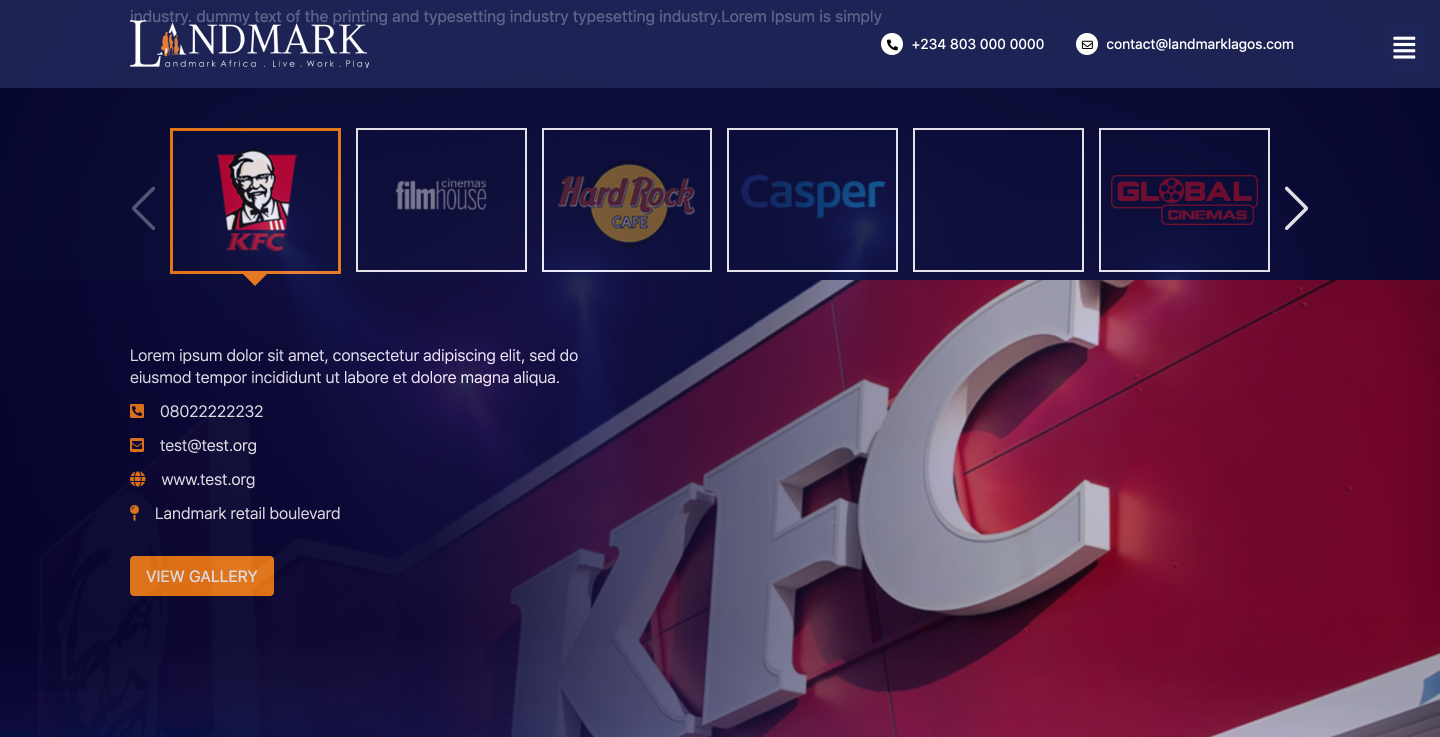 industry. dummy text of the printing and typesetting industry typesetting industry.Lorem Ipsum is simply
LANDMARK
Landmark Africa . Live . Work . Play
+234 803 000 0000
contact@landmarklagos.com
KFC
filmhouse cinemas
Hard Rock
CAFE
Casper
GLOBAL
CINEMAS
Lorem ipsum dolor sit amet, consectetur adipiscing elit, sed do
eiusmod tempor incididunt ut labore et dolore magna aliqua.
08022222232
test@test.org
www.test.org
Landmark retail boulevard
VIEW GALLERY
KFC